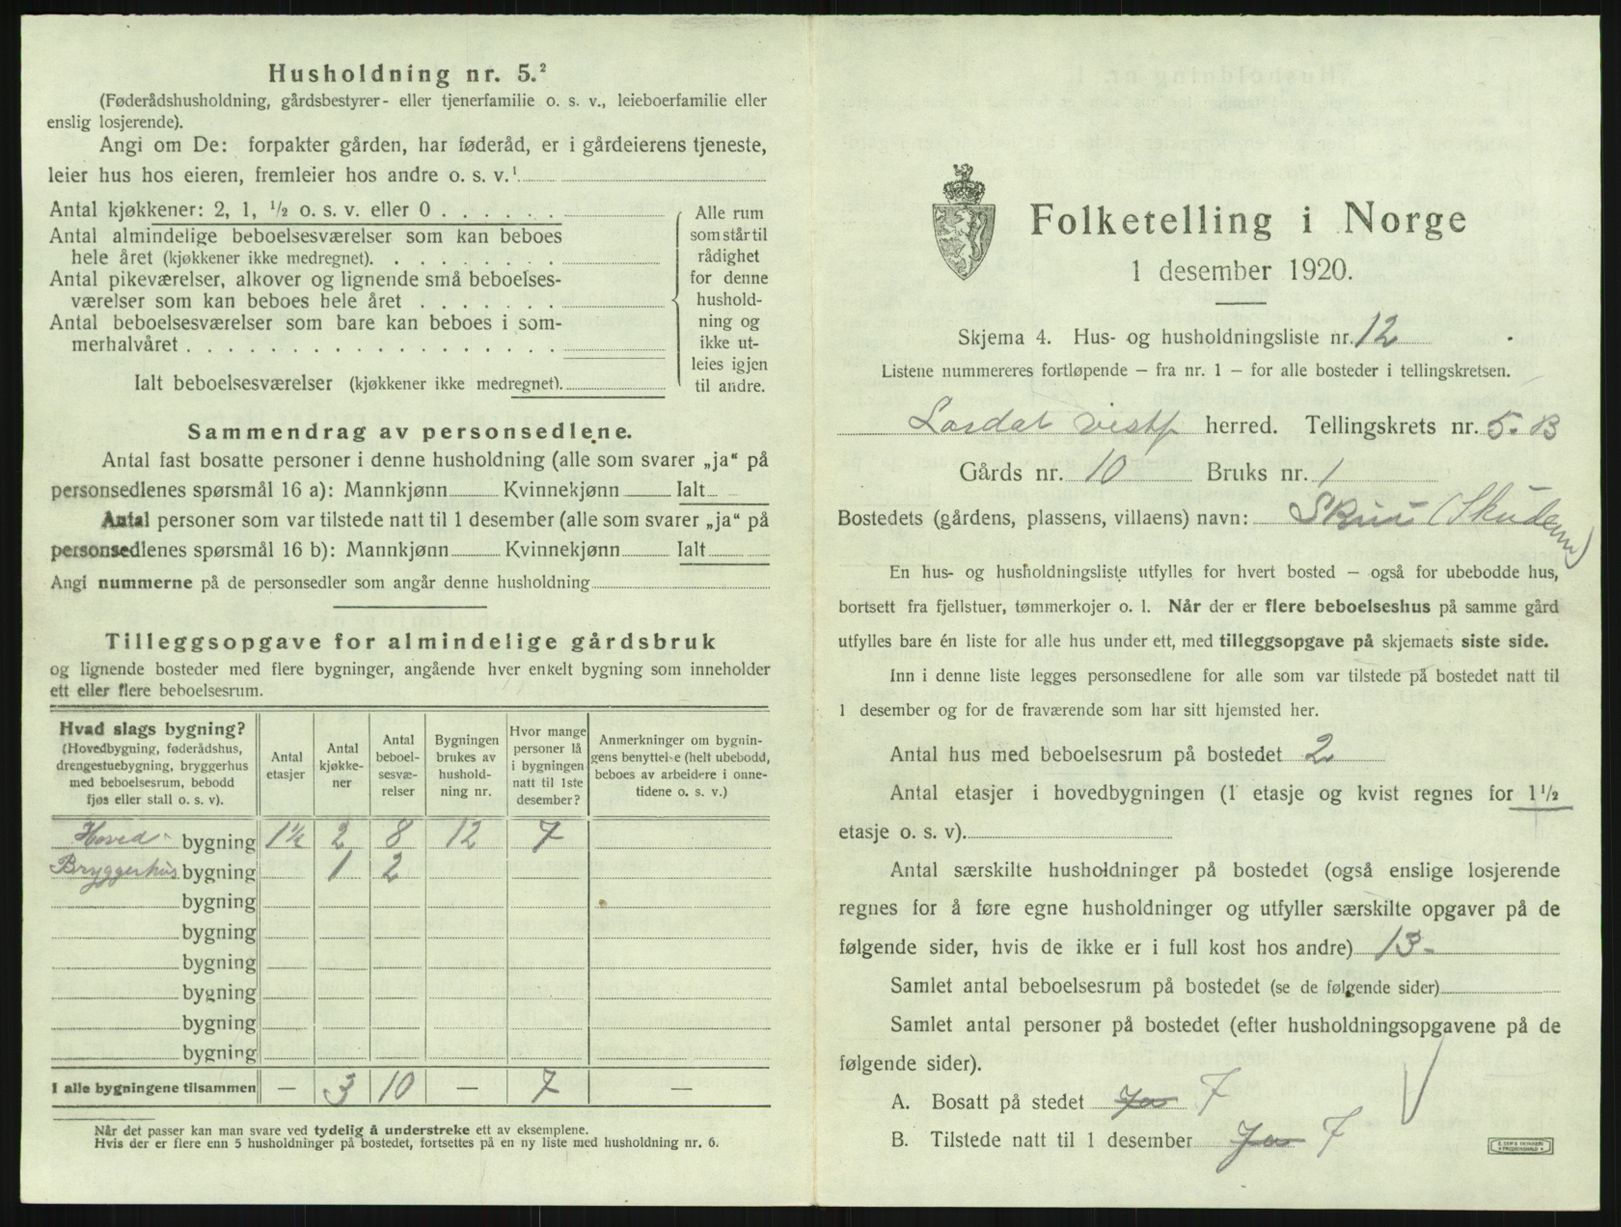 Husholdning nr. 5.²
(Føderådshusholdning, gårdsbestyrer- eller tjenerfamilie o. s. v., leieboerfamilie eller
enslig losjerende).
Angi om De: forpakter gården, har føderåd, er i gårdeierens tjeneste,
leier hus hos eieren, fremleier hos andre o. s. v.¹
Antal kjøkkener: 2, 1, ½ o. s. v. eller 0 . . . . . .
Antal almindelige beboelsesværelser som kan beboes
hele året (kjøkkener ikke medregnet). . . . . . . .
Antal pikeværelser, alkover og lignende små beboelses-
værelser som kan beboes hele året . . . . . . .
Antal beboelsesværelser som bare kan beboes i som-
merhalvåret . . . . . . . . . . . . . . . . . . .
Ialt beboelsesværelser (kjøkkener ikke medregnet).
Alle rum
som står til
rådighet
for denne
hushold-
ning og
ikke ut-
leies igjen
til andre.
Sammendrag av personsedlene.
Antal fast bosatte personer i denne husholdning (alle som svarer „ja“ på
personsedlenes spørsmål 16 a): Mannkjønn Kvinnekjønn Ialt
Antal personer som var tilstede natt til 1 desember (alle som svarer „ja“ på
personsedlenes spørsmål 16 b): Mannkjønn Kvinnekjønn Ialt
Angi nummerne på de personsedler som angår denne husholdning
Tilleggsopgave for almindelige gårdsbruk
og lignende bosteder med flere bygninger, angående hver enkelt bygning som inneholder
ett eller flere beboelsesrum.
Hvad slags bygning?
(Hovedbygning, føderådshus,
drengestuebygning, bryggerhus
med beboelsesrum, bebodd
fjøs eller stall o. s. v).
Antal
etasjer
Antal
kjøkke-
ner
Antal
beboel-
sesvæ-
relser
Bygningen
brukes av
hushold-
ning nr.
Hvor mange
personer lå
i bygningen
natt til 1ste
desember?
Anmerkninger om bygnin-
gens benyttelse (helt ubebodd,
beboes av arbeidere i onne-
tidene o. s. v.)
Hoved- bygning 1½ 2 8 12 7
Bryggerhus bygning 1 2
bygning
bygning
bygning
bygning
bygning
bygning
I alle bygningene tilsammen — 3 10 — 7 —
Når det passer kan man svare ved tydelig å understreke ett av eksemplene.
Hvis der er flere enn 5 husholdninger på bostedet, fortsettes på en ny liste med husholdning nr. 6.
Folketelling i Norge
1 desember 1920.
Skjema 4. Hus- og husholdningsliste nr. 12
Listene nummereres fortløpende — fra nr. 1 — for alle bosteder i tellingskretsen.
Lardal vestf herred. Tellingskrets nr. 5. B
Gårds nr. 10 Bruks nr. 1
Bostedets (gårdens, plassens, villaens) navn:
En hus- og husholdningsliste utfylles for hvert bosted — også for ubebodde hus,
bortsett fra fjellstuer, tømmerkojer o. l. Når der er flere beboelseshus på samme gård
utfylles bare én liste for alle hus under ett, med tilleggsopgave på skjemaets siste side.
Inn i denne liste legges personsedlene for alle som var tilstede på bostedet natt til
1 desember og for de fraværende som har sitt hjemsted her.
Antal hus med beboelsesrum på bostedet 2
Antal etasjer i hovedbygningen (1 etasje og kvist regnes for 1½
etasje o. s. v).
Antal særskilte husholdninger på bostedet (også enslige losjerende
regnes for å føre egne husholdninger og utfyller særskilte opgaver på de
følgende sider, hvis de ikke er i full kost hos andre) 13-
Samlet antal beboelsesrum på bostedet (se de følgende sider)
Samlet antal personer på bostedet (efter husholdningsopgavene på de
følgende sider).
A. Bosatt på stedet Ja 7
B. Tilstede natt til 1 desember Ja 7